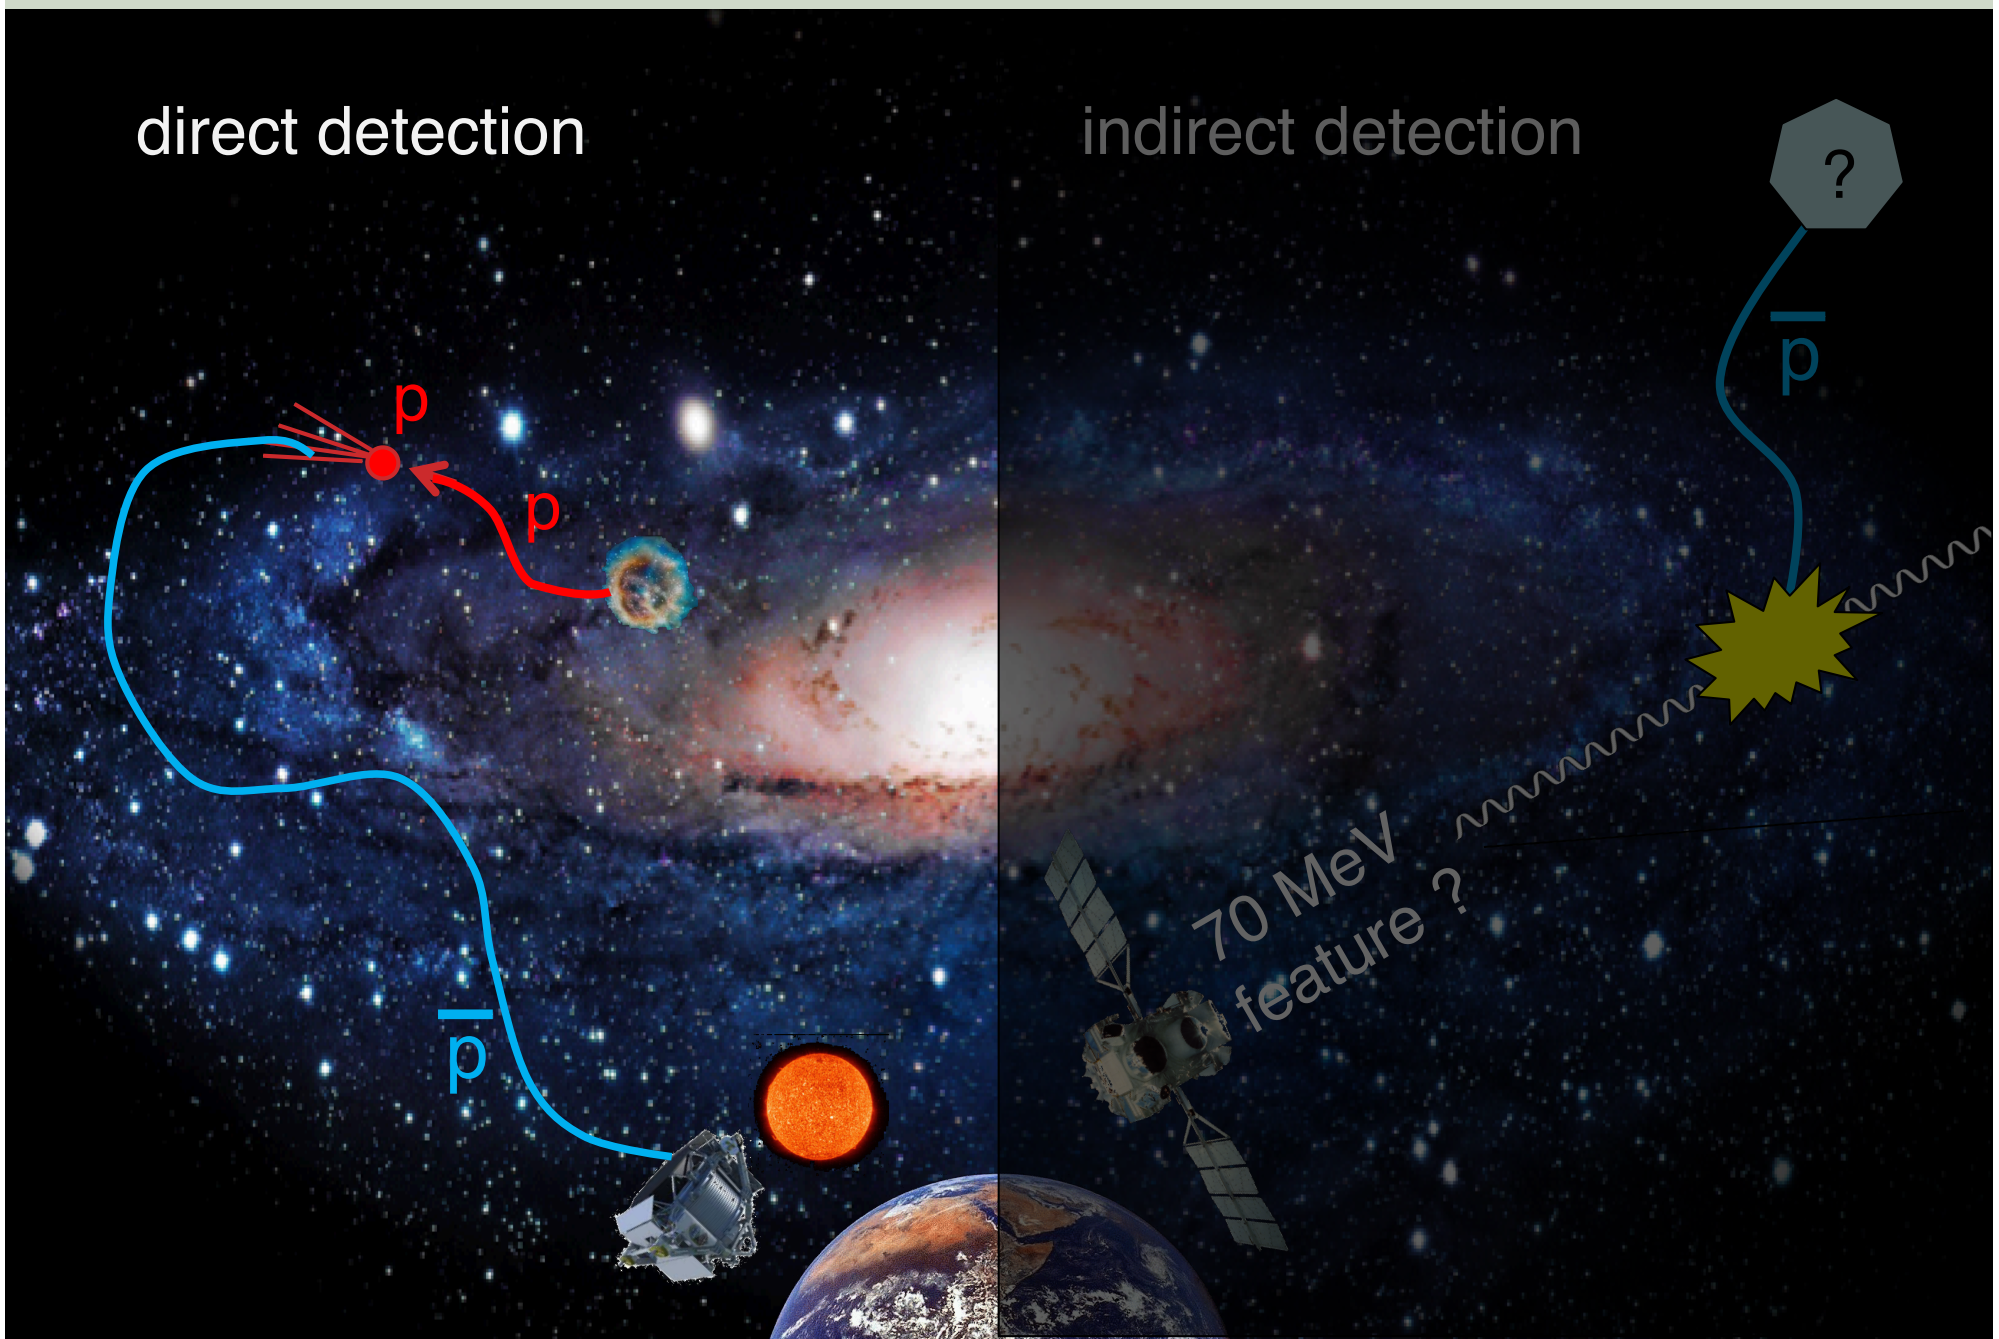 direct detection
indirect detection
?
p̅
p
p
70 MeV
feature ?
p̅